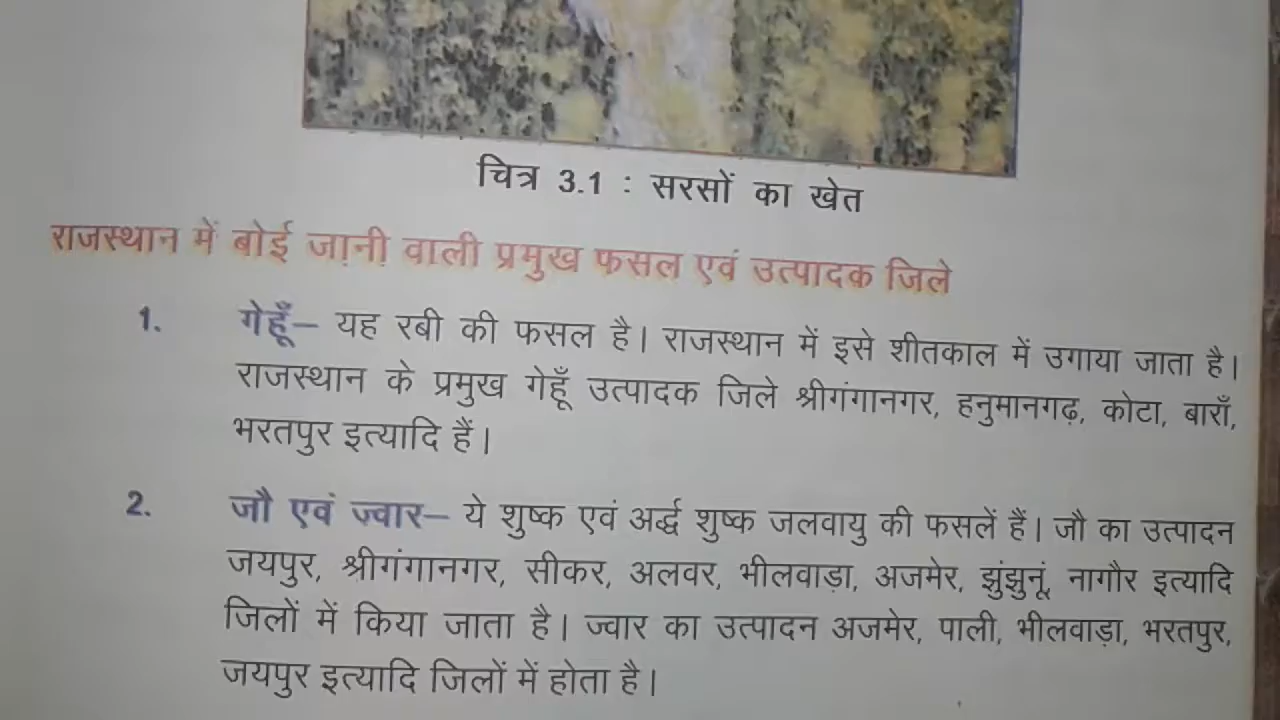 चित्र 3.1 : सरसों का खेत
राजस्थान में बोई जा़नी़ वाली प्रमुख फसल एवं उत्पादक जिले
1. गेहूँ– यह रबी की फसल है। राजस्थान में इसे शीतकाल में उगाया जाता है।
राजस्थान के प्रमुख गेहूँ उत्पादक जिले श्रीगंगानगर, हनुमानगढ़, कोटा, बाराँ,
भरतपुर इत्यादि हैं।
2. जौ एवं ज्वार– ये शुष्क एवं अर्द्ध शुष्क जलवायु की फसलें हैं। जौ का उत्पादन
जयपुर, श्रीगंगानगर, सीकर, अलवर, भीलवाड़ा, अजमेर, झुंझुनूं, नागौर इत्यादि
जिलों में किया जाता है। ज्वार का उत्पादन अजमेर, पाली, भीलवाड़ा, भरतपुर,
जयपुर इत्यादि जिलों में होता है।